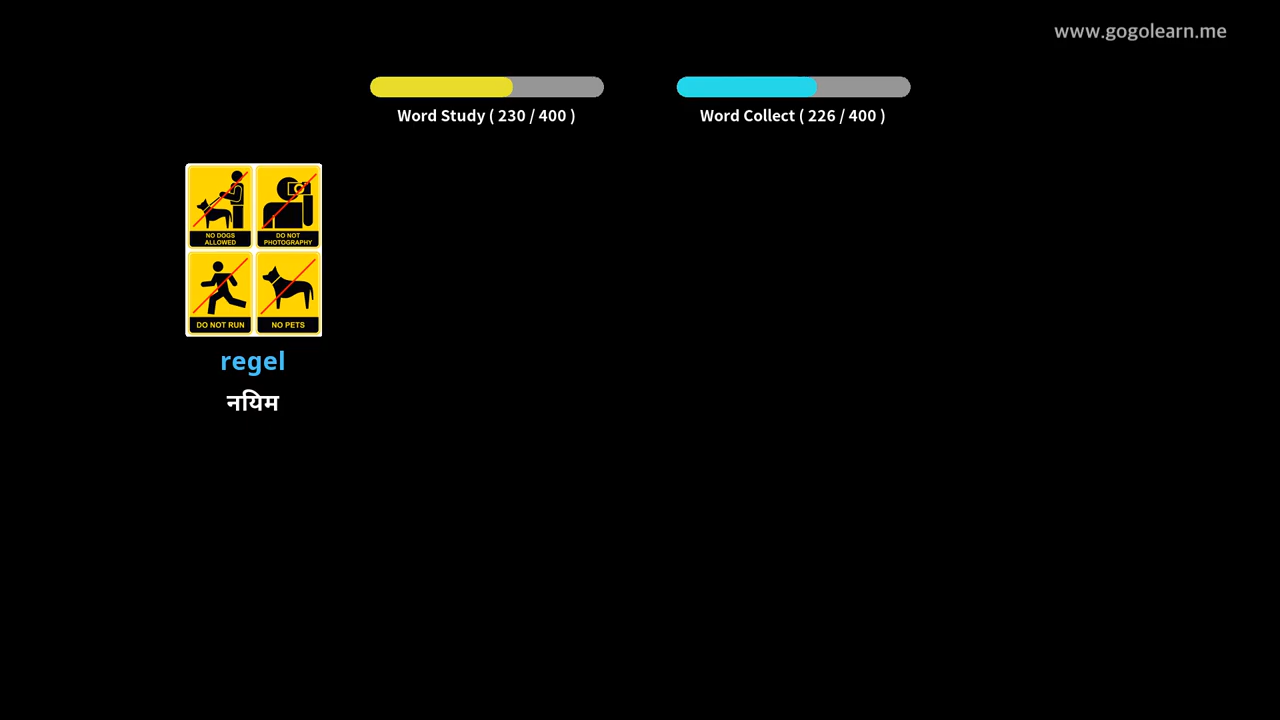 www.gogolearn.me
Word Study ( 230 / 400 )
Word Collect ( 226 / 400 )
NO DOGS
ALLOWED
DO NOT
PHOTOGRAPHY
DO NOT RUN
NO PETS
regel
नियम